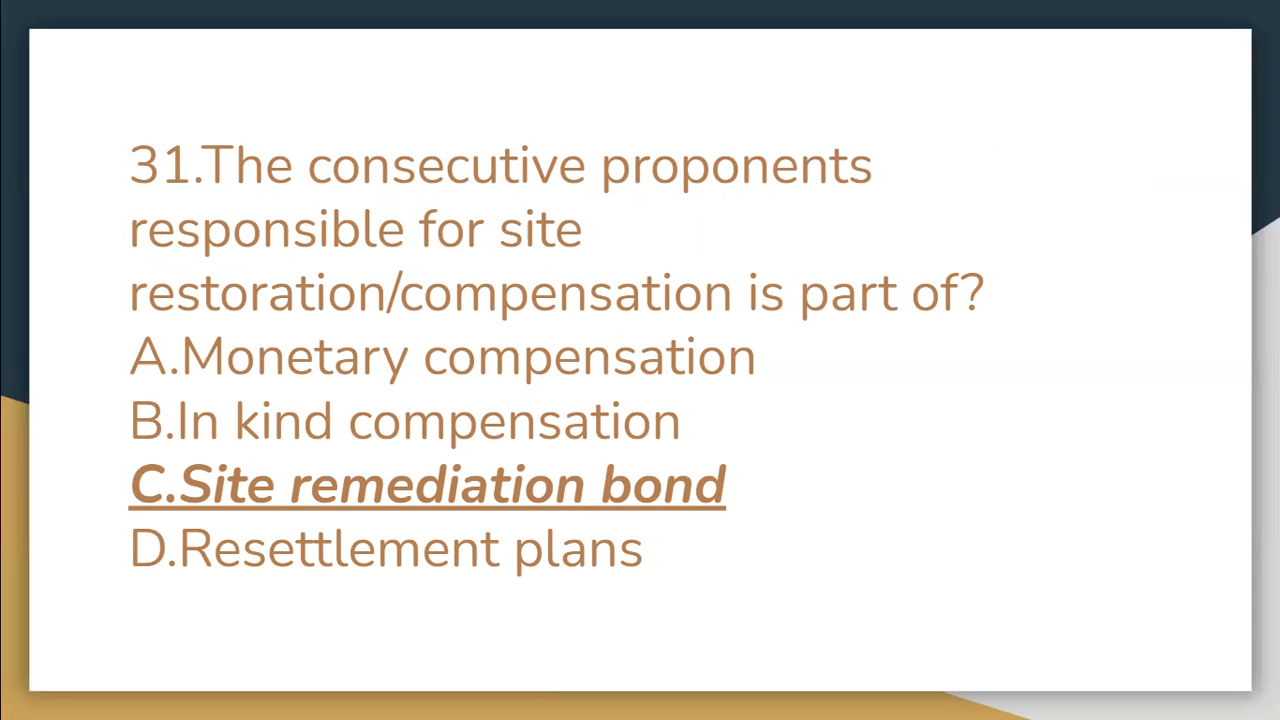 31.The consecutive proponents
responsible for site
restoration/compensation is part of?
A.Monetary compensation
B.In kind compensation
C.Site remediation bond
D.Resettlement plans